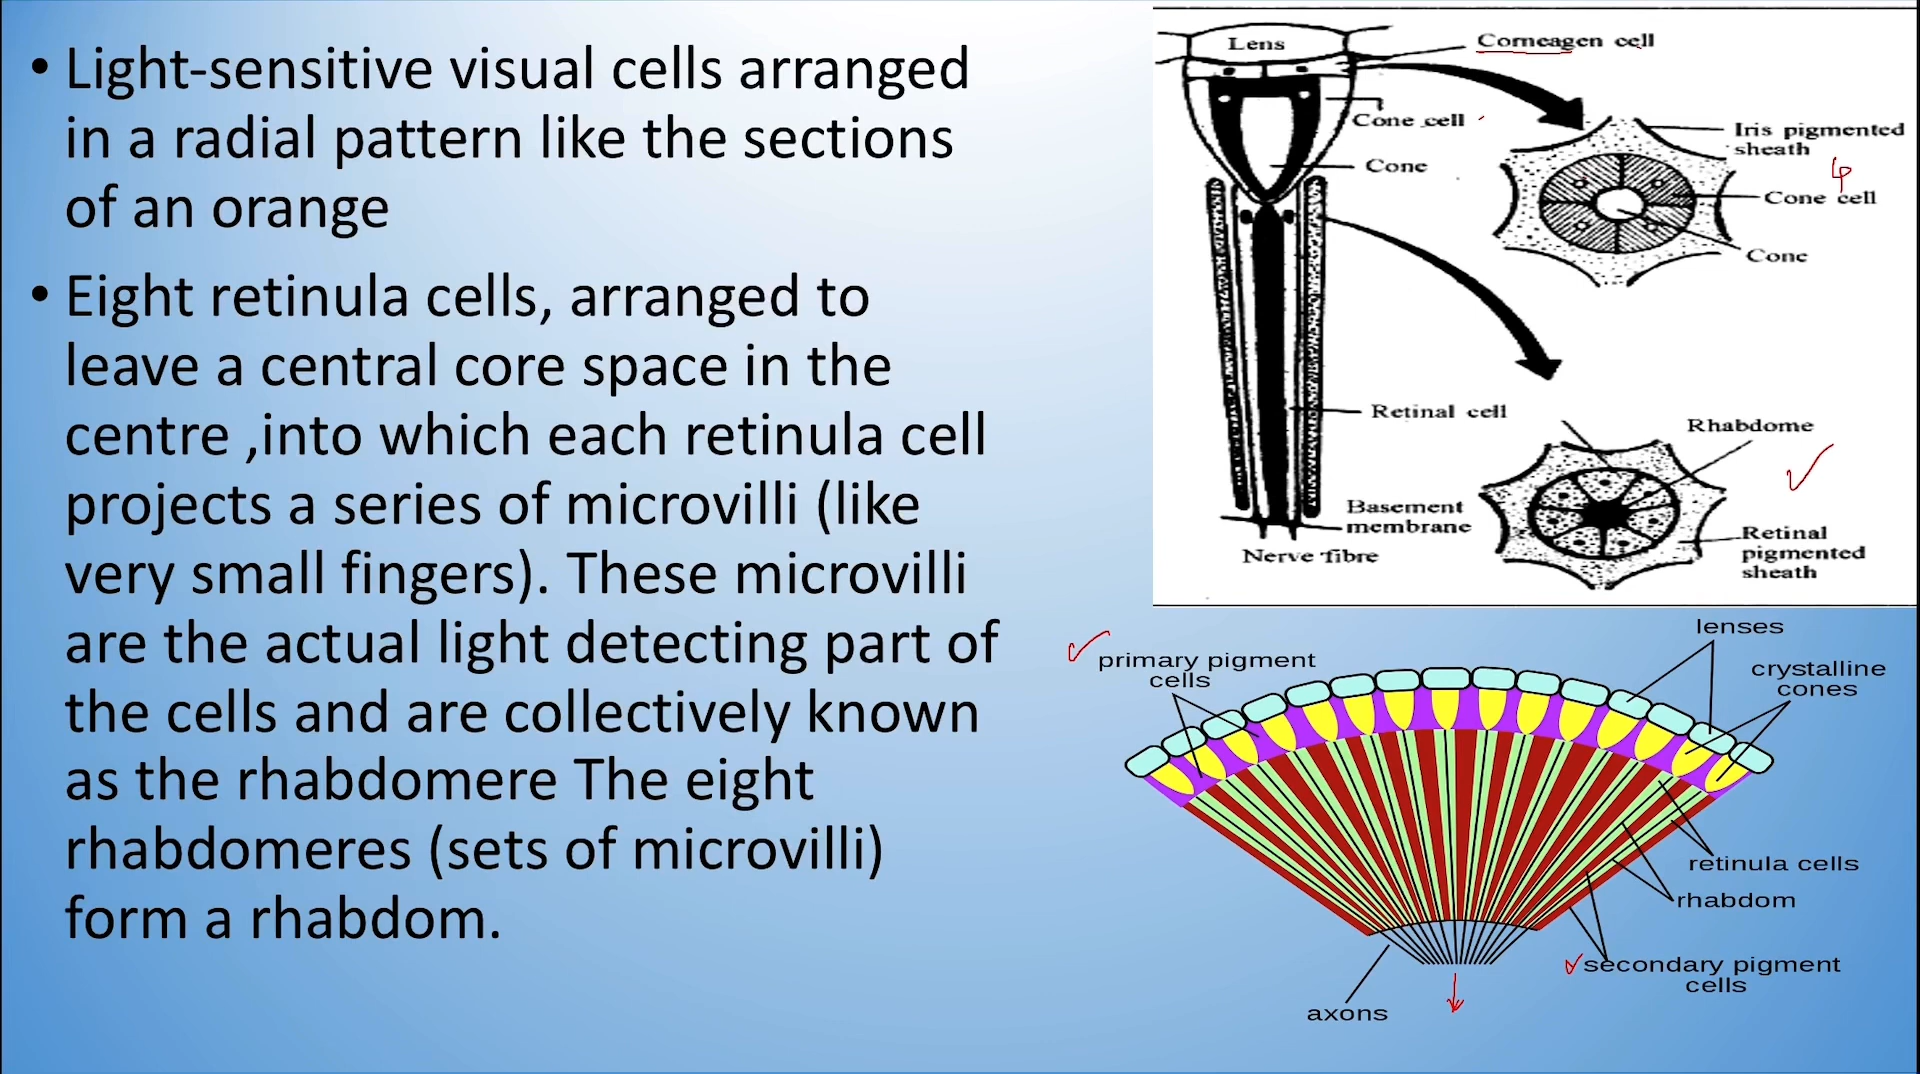 • Light-sensitive visual cells arranged
in a radial pattern like the sections
of an orange
• Eight retinula cells, arranged to
leave a central core space in the
centre ,into which each retinula cell
projects a series of microvilli (like
very small fingers). These microvilli
are the actual light detecting part of
the cells and are collectively known
as the rhabdomere The eight
rhabdomeres (sets of microvilli)
form a rhabdom.
Lens
Corneagen cell
Cone cell
Cone
Iris pigmented
sheath
Cone cell
Cone
Retinal cell
Rhabdome
Basement
membrane
Nerve fibre
Retinal
pigmented
sheath
lenses
primary pigment
cells
crystalline
cones
retinula cells
rhabdom
secondary pigment
cells
axons